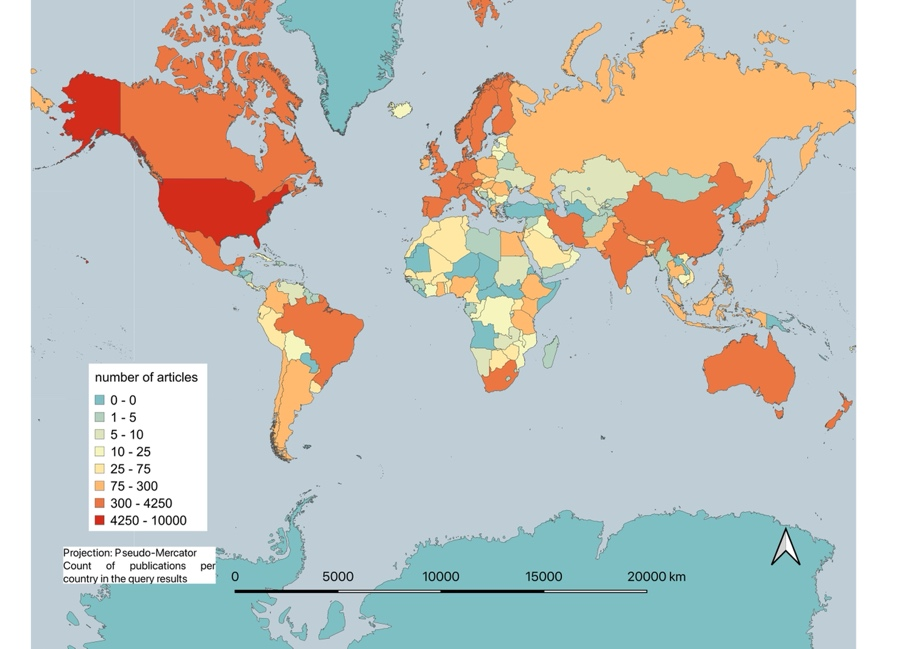 number of articles
0 - 0
1 - 5
5 - 10
10 - 25
25 - 75
75 - 300
300 - 4250
4250 - 10000
Projection: Pseudo-Mercator
Count of publications per
country in the query results
0 5000 10000 15000 20000 km